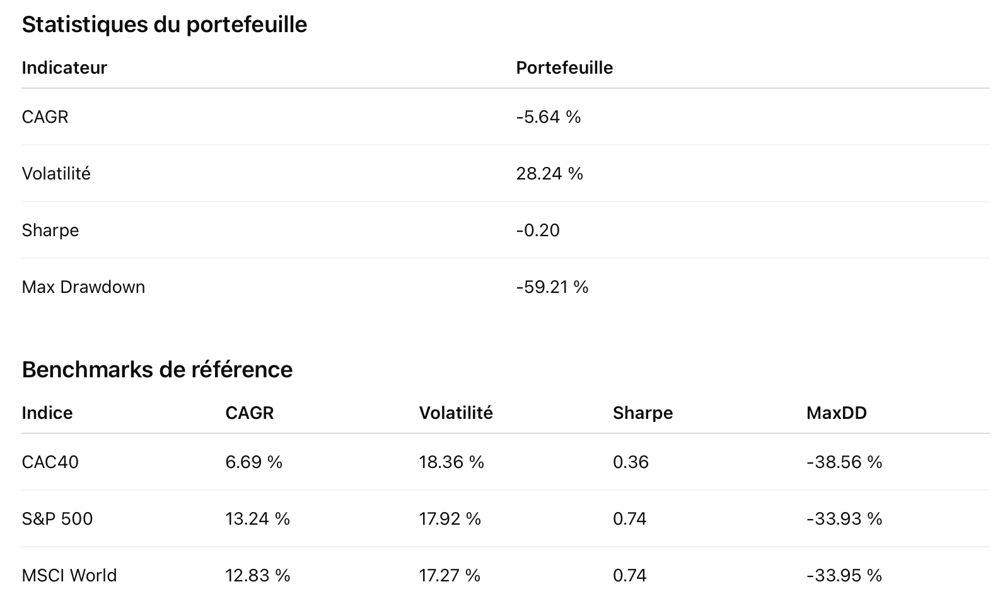 Statistiques du portefeuille
Indicateur Portefeuille
CAGR -5.64 %
Volatilité 28.24 %
Sharpe -0.20
Max Drawdown -59.21 %
Benchmarks de référence
Indice CAGR Volatilité Sharpe MaxDD
CAC40 6.69 % 18.36 % 0.36 -38.56 %
S&P 500 13.24 % 17.92 % 0.74 -33.93 %
MSCI World 12.83 % 17.27 % 0.74 -33.95 %